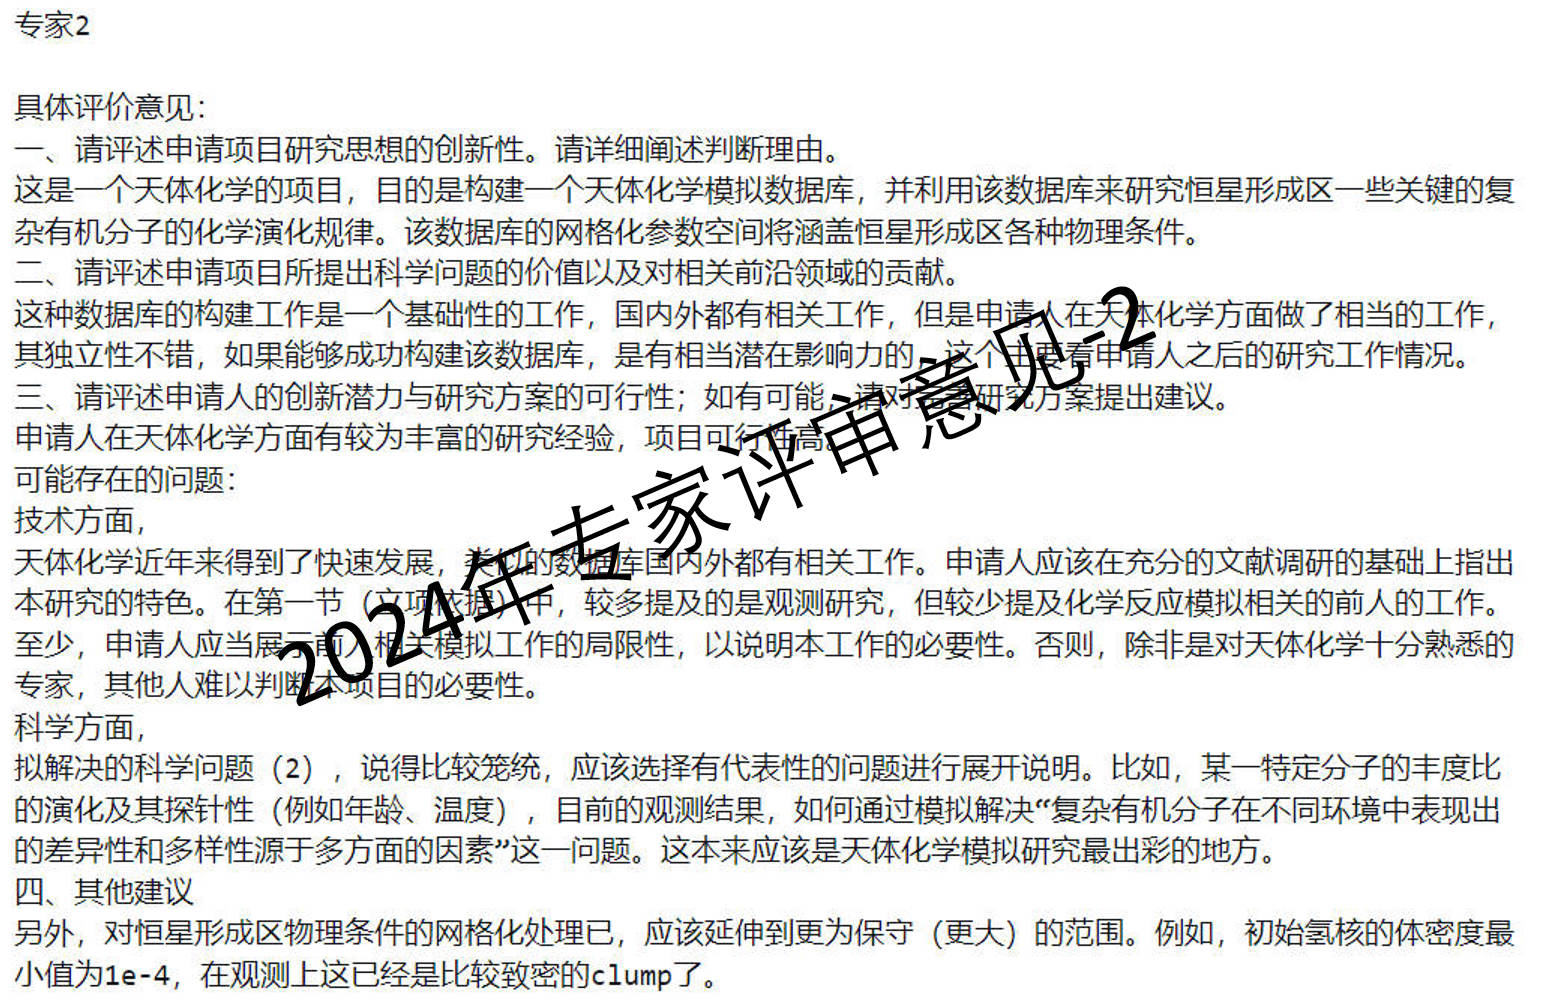 专家2
具体评价意见:
一、请评述申请项目研究思想的创新性。请详细阐述判断理由。
这是一个天体化学的项目，目的是构建一个天体化学模拟数据库，并利用该数据库来研究恒星形成区一些关键的复
杂有机分子的化学演化规律。该数据库的网格化参数空间将涵盖恒星形成区各种物理条件。
二、请评述申请项目所提出科学问题的价值以及对相关前沿领域的贡献。
这种数据库的构建工作是一个基础性的工作，国内外都有相关工作，但是申请人在天体化学方面做了相当的工作，
其独立性不错，如果能够成功构建该数据库，是有相当潜在影响力的，这个主要看申请人之后的研究工作情况。
三、请评述申请人的创新潜力与研究方案的可行性；如有可能，请对完善研究方案提出建议。
申请人在天体化学方面有较为丰富的研究经验，项目可行性高。
可能存在的问题:
技术方面，
天体化学近年来得到了快速发展，类似的数据库国内外都有相关工作。申请人应该在充分的文献调研的基础上指出
本研究的特色。在第一节（立项依据）中，较多提及的是观测研究，但较少提及化学反应模拟相关的前人的工作。
至少，申请人应当展示前人相关模拟工作的局限性，以说明本工作的必要性。否则，除非是对天体化学十分熟悉的
专家，其他人难以判断本项目的必要性。
科学方面，
拟解决的科学问题（2），说得比较笼统，应该选择有代表性的问题进行展开说明。比如，某一特定分子的丰度比
的演化及其探针性（例如年龄、温度），目前的观测结果，如何通过模拟解决“复杂有机分子在不同环境中表现出
的差异性和多样性源于多方面的因素”这一问题。这本来应该是天体化学模拟研究最出彩的地方。
四、其他建议
另外，对恒星形成区物理条件的网格化处理已，应该延伸到更为保守（更大）的范围。例如，初始氢核的体密度最
小值为1e-4，在观测上这已经是比较致密的clump了。
2024年专家评审意见-2